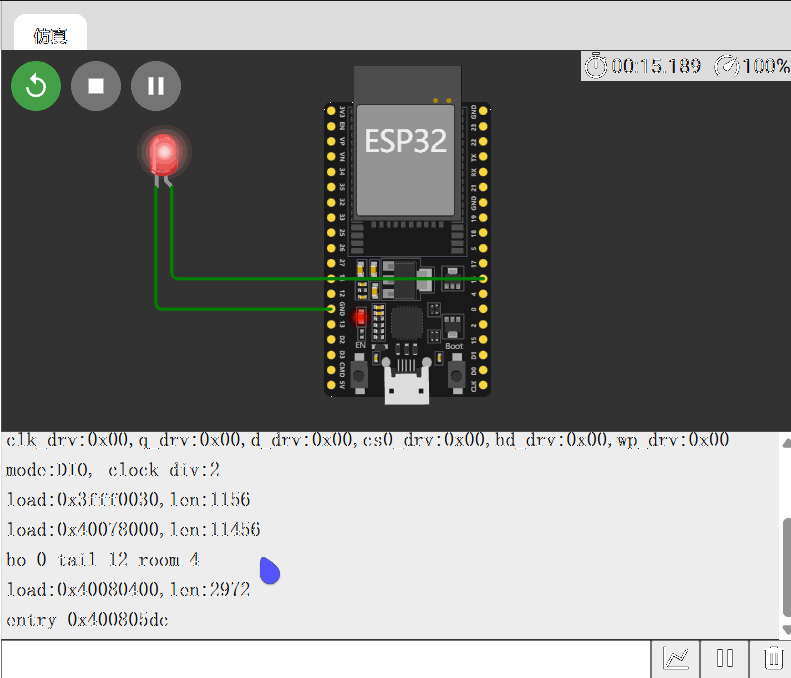 仿真
00:15.189 100%
ESP32
3V3
EN
VP
VN
34
35
32
33
25
26
27
12
GND
13
D2
D3
CMD
5V
GND
23
22
TX
RX
21
GND
19
18
5
17
4
0
2
15
D1
D0
CLK
EN
Boot
clk_drv:0x00,q_drv:0x00,d_drv:0x00,cs0_drv:0x00,hd_drv:0x00,wp_drv:0x00
mode:DIO, clock div:2
load:0x3fff0030,len:1156
load:0x40078000,len:11456
ho 0 tail 12 room 4
load:0x40080400,len:2972
entry 0x400805dc